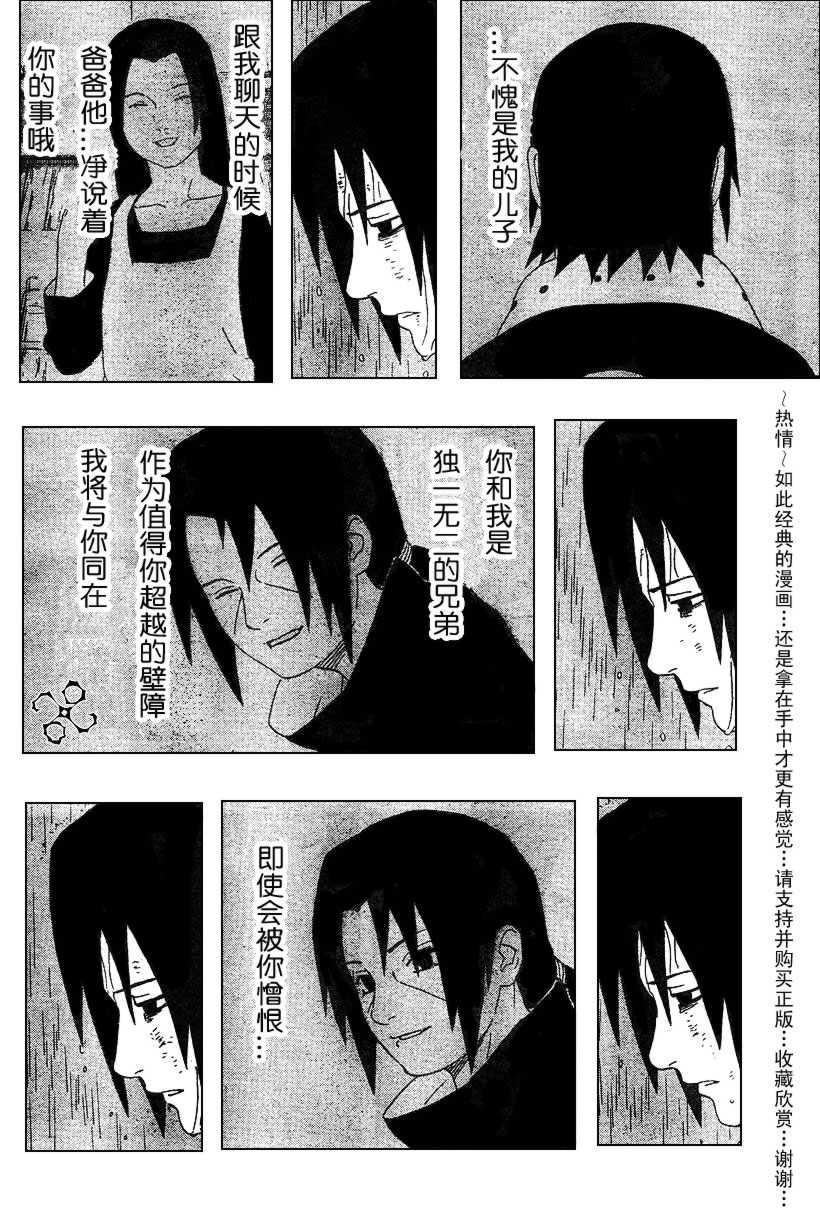 …不愧是我的儿子
跟我聊天的时候
爸爸他…净说着
你的事哦
你和我是
独一无二的兄弟
作为值得你超越的壁障
我将与你同在
即使会被你憎恨…
～热情～如此经典的漫画…还是拿在手中才更有感觉…请支持并购买正版…收藏欣赏…谢谢…